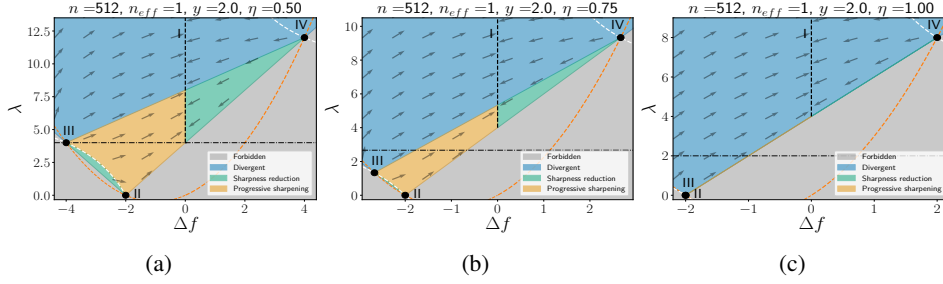 n =512, n_eff =1, y =2.0, η =0.50
12.5
10.0
7.5
5.0
2.5
0.0
λ
I
II
III
IV
Forbidden
Divergent
Sharpness reduction
Progressive sharpening
−4
−2
0
2
4
Δf
(a)
n =512, n_eff =1, y =2.0, η =0.75
10
8
6
4
2
0
λ
I
II
III
IV
Forbidden
Divergent
Sharpness reduction
Progressive sharpening
−2
0
2
Δf
(b)
n =512, n_eff =1, y =2.0, η =1.00
8
6
4
2
0
λ
I
II
III
IV
Forbidden
Divergent
Sharpness reduction
Progressive sharpening
−2
−1
0
1
2
Δf
(c)